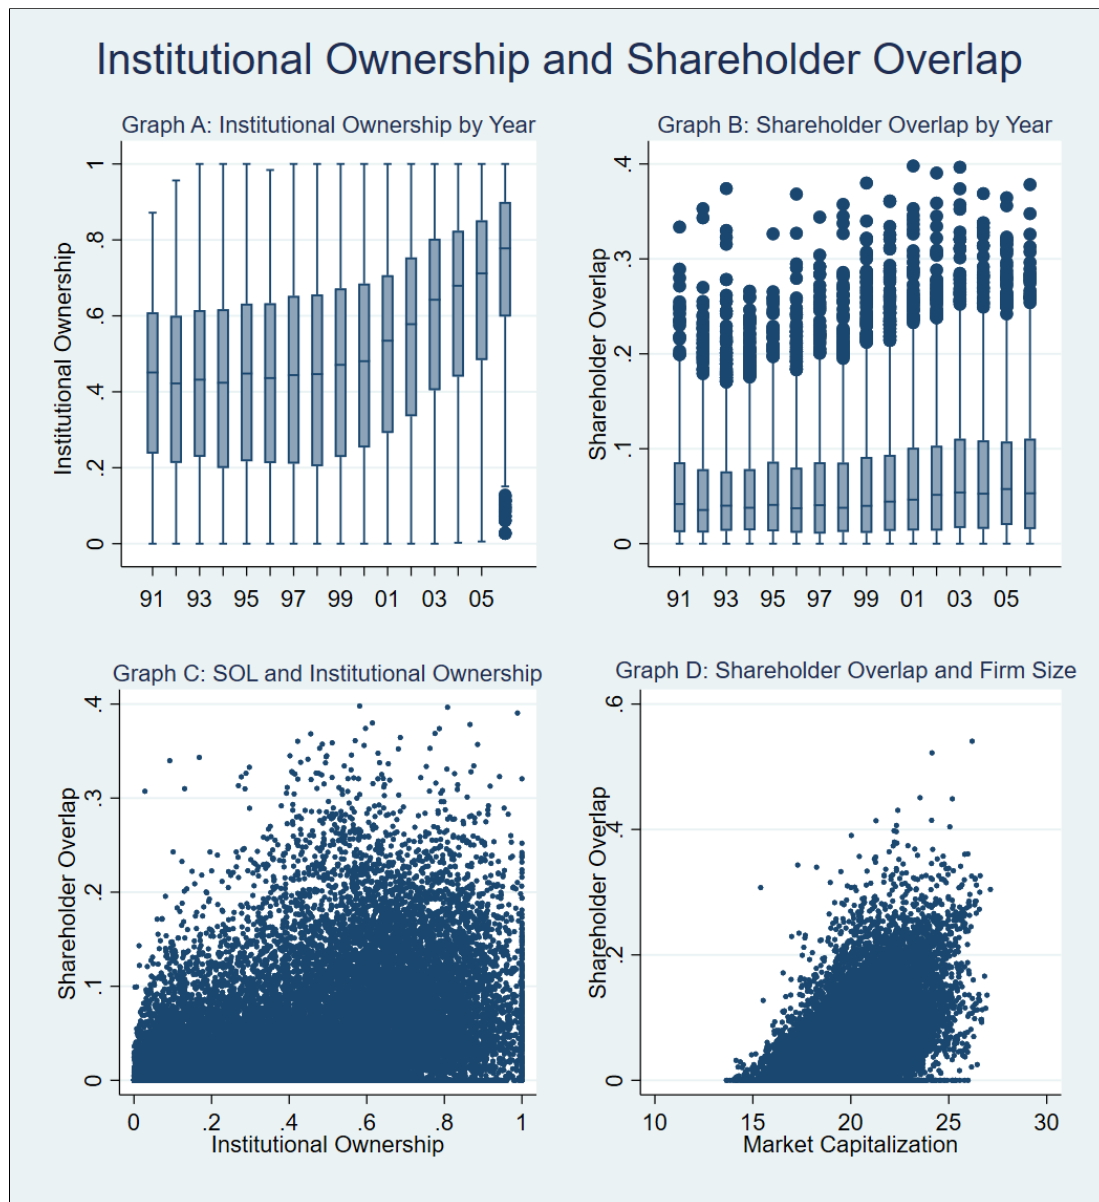 Institutional Ownership and Shareholder Overlap
Graph A: Institutional Ownership by Year
Institutional Ownership
1
.8
.6
.4
.2
0
91 93 95 97 99 01 03 05
Graph B: Shareholder Overlap by Year
Shareholder Overlap
.4
.3
.2
.1
0
91 93 95 97 99 01 03 05
Graph C: SOL and Institutional Ownership
Shareholder Overlap
.4
.3
.2
.1
0
0 .2 .4 .6 .8 1
Institutional Ownership
Graph D: Shareholder Overlap and Firm Size
Shareholder Overlap
.6
.4
.2
0
10 15 20 25 30
Market Capitalization